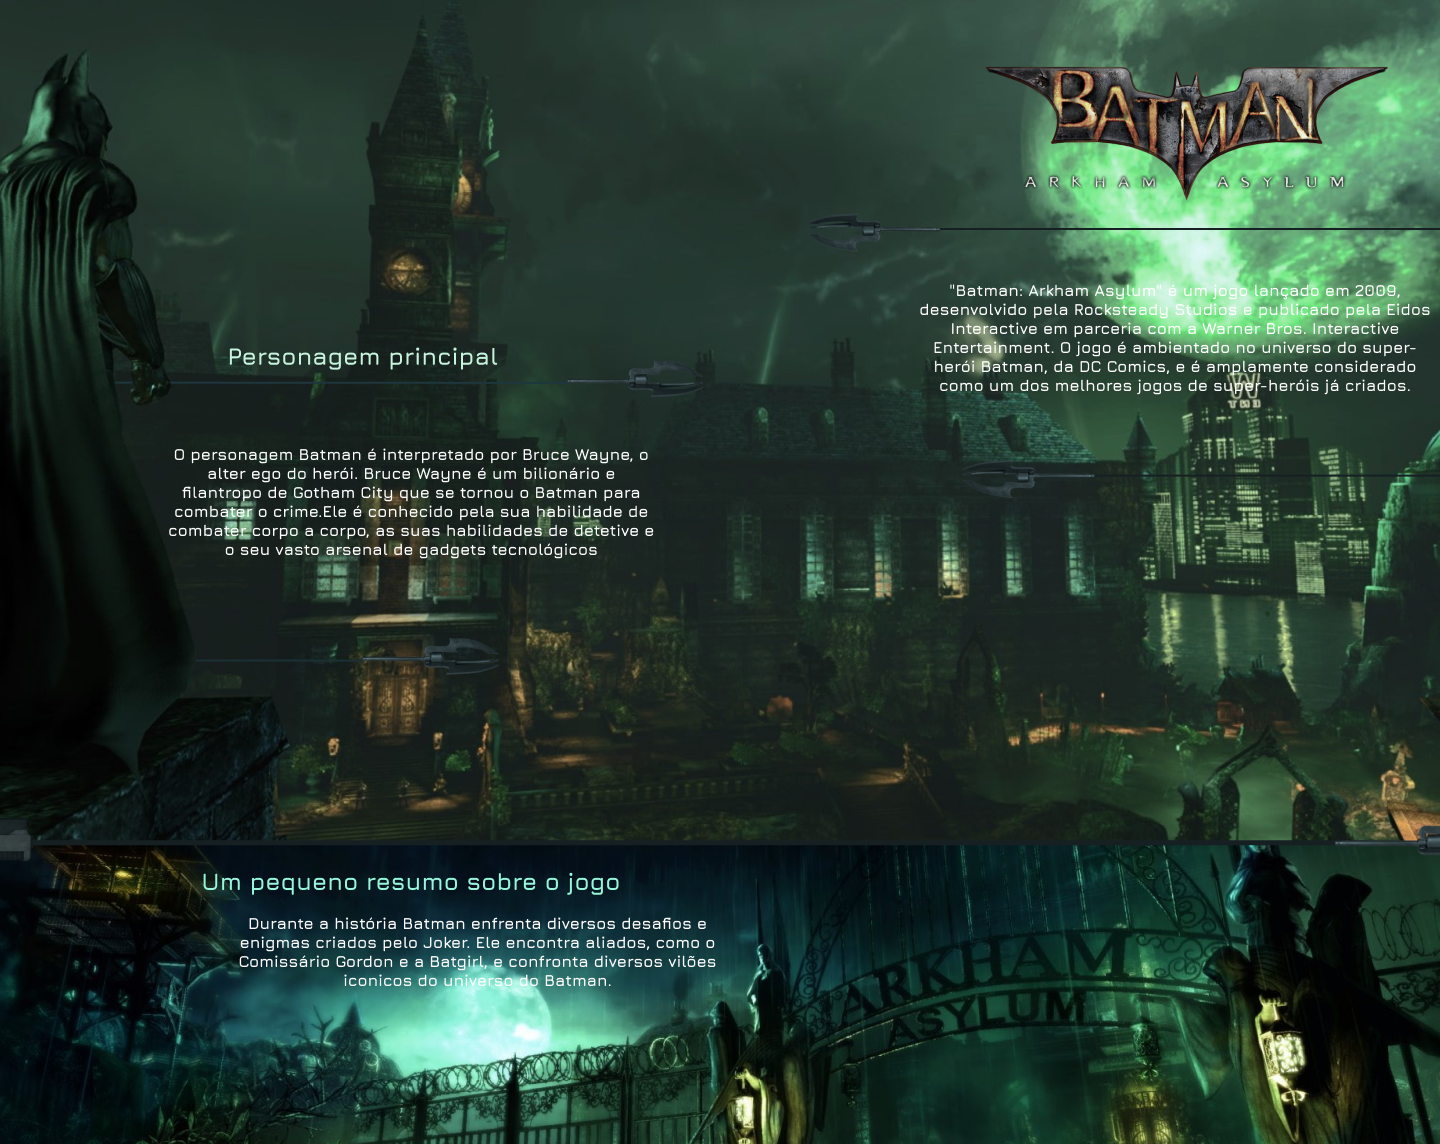 BATMAN
ARKHAM ASYLUM
"Batman: Arkham Asylum" é um jogo lançado em 2009,
desenvolvido pela Rocksteady Studios e publicado pela Eidos
Interactive em parceria com a Warner Bros. Interactive
Entertainment. O jogo é ambientado no universo do super-
herói Batman, da DC Comics, e é amplamente considerado
como um dos melhores jogos de super-heróis já criados.
Personagem principal
O personagem Batman é interpretado por Bruce Wayne, o
alter ego do herói. Bruce Wayne é um bilionário e
filantropo de Gotham City que se tornou o Batman para
combater o crime.Ele é conhecido pela sua habilidade de
combater corpo a corpo, as suas habilidades de detetive e
o seu vasto arsenal de gadgets tecnológicos
Um pequeno resumo sobre o jogo
Durante a história Batman enfrenta diversos desafios e
enigmas criados pelo Joker. Ele encontra aliados, como o
Comissário Gordon e a Batgirl, e confronta diversos vilões
iconicos do universo do Batman.
ARKHAM
ASYLUM